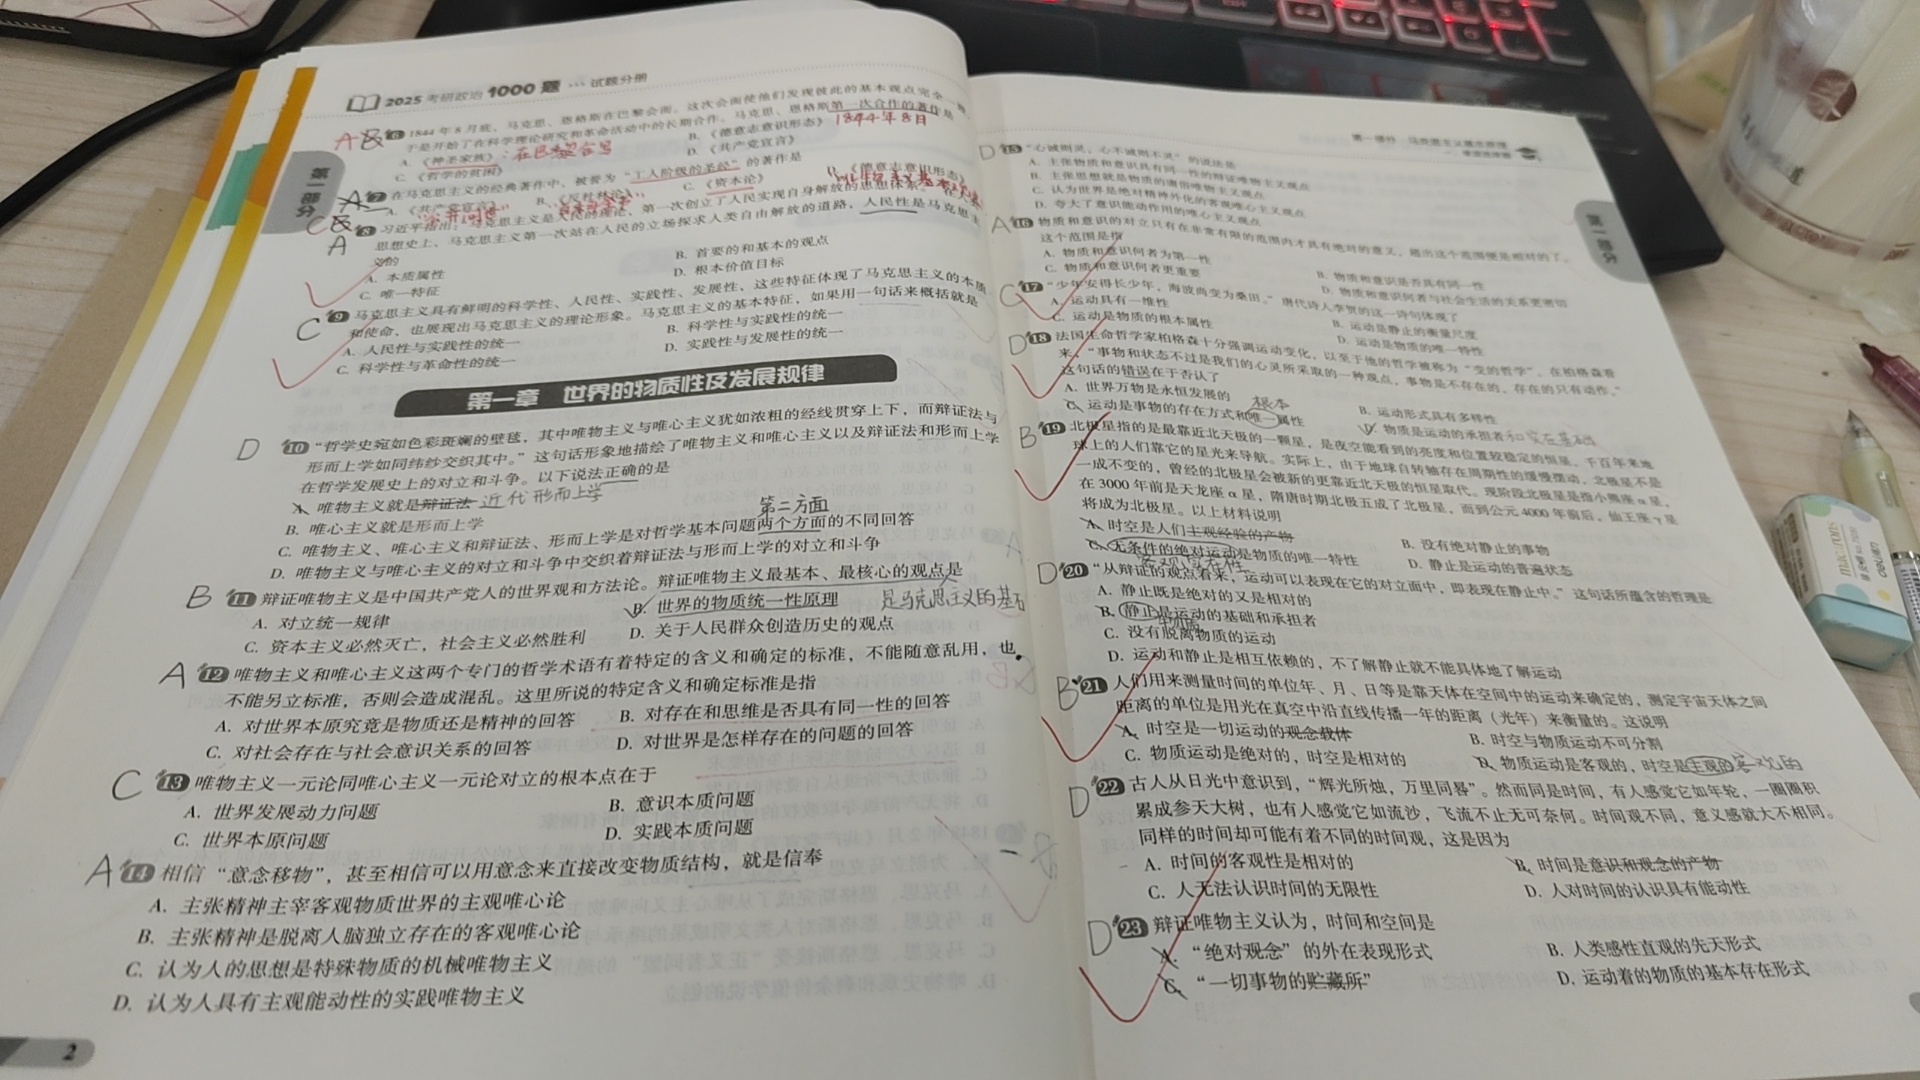 2025 考研政治 1000 题 ··· 试题分册
第一部分
A B 6 1844 年 8 月底，马克思、恩格斯在巴黎会面，这次会面使他们发现彼此的基本观点完全一
于是开始了在科学理论研究和革命活动中的长期合作。马克思、恩格斯第一次合作的著作是
1844年8月
A. 《神圣家族》：在巴黎合写
B. 《德意志意识形态》
C. 《哲学的贫困》
D. 《共产党宣言》
A 7 在马克思主义的经典著作中，被誉为“工人阶级的圣经”的著作是
A. 《共产党宣言》
B. 《反杜林论》
C. 《资本论》
D. 《德意志意识形态》
C A 8 习近平指出：“马克思主义是人民的理论，第一次创立了人民实现自身解放的思想体系。在人类
思想史上，马克思主义第一次站在人民的立场探求人类自由解放的道路，人民性是马克思主
义的
A. 本质属性
B. 首要的和基本的观点
C. 唯一特征
D. 根本价值目标
C 9 马克思主义具有鲜明的科学性、人民性、实践性、发展性，这些特征体现了马克思主义的本质
和使命，也展现出马克思主义的理论形象。马克思主义的基本特征，如果用一句话来概括就是
A. 人民性与实践性的统一
B. 科学性与实践性的统一
C. 科学性与革命性的统一
D. 实践性与发展性的统一
第一章 世界的物质性及发展规律
D 10 “哲学史宛如色彩斑斓的壁毯，其中唯物主义与唯心主义犹如浓粗的经线贯穿上下，而辩证法与
形而上学如同纬纱交织其中。”这句话形象地描绘了唯物主义和唯心主义以及辩证法和形而上学
在哲学发展史上的对立和斗争。以下说法正确的是
A. 唯物主义就是辩证法 近代形而上学
B. 唯心主义就是形而上学
第二方面
C. 唯物主义、唯心主义和辩证法、形而上学是对哲学基本问题两个方面的不同回答
D. 唯物主义与唯心主义的对立和斗争中交织着辩证法与形而上学的对立和斗争
B 11 辩证唯物主义是中国共产党人的世界观和方法论。辩证唯物主义最基本、最核心的观点是
A. 对立统一规律
B. 世界的物质统一性原理 是马克思主义的基石
C. 资本主义必然灭亡，社会主义必然胜利
D. 关于人民群众创造历史的观点
A 12 唯物主义和唯心主义这两个专门的哲学术语有着特定的含义和确定的标准，不能随意乱用，也
不能另立标准，否则会造成混乱。这里所说的特定含义和确定标准是指
A. 对世界本原究竟是物质还是精神的回答
B. 对存在和思维是否具有同一性的回答
C. 对社会存在与社会意识关系的回答
D. 对世界是怎样存在的问题的回答
C 13 唯物主义一元论同唯心主义一元论对立的根本点在于
A. 世界发展动力问题
B. 意识本质问题
C. 世界本原问题
D. 实践本质问题
A 14 相信“意念移物”，甚至相信可以用意念来直接改变物质结构，就是信奉
A. 主张精神主宰客观物质世界的主观唯心论
B. 主张精神是脱离人脑独立存在的客观唯心论
C. 认为人的思想是特殊物质的机械唯物主义
D. 认为人具有主观能动性的实践唯物主义
2
第一部分 马克思主义基本原理
第一部分
D 15 “心诚则灵，心不诚则不灵”的说法是
A. 主张物质和意识具有同一性的辩证唯物主义观点
B. 主张思想就是物质的庸俗唯物主义观点
C. 认为世界是绝对精神外化的客观唯心主义观点
D. 夸大了意识能动作用的唯心主义观点
A 16 物质和意识的对立只有在非常有限的范围内才具有绝对的意义，超出这个范围便是相对的了。
这个范围是指
A. 物质和意识何者为第一性
B. 物质和意识是否具有同一性
C. 物质和意识何者更重要
D. 物质和意识何者与社会生活的关系更密切
C 17 “少年安得长少年，海波尚变为桑田。”唐代诗人李贺的这一诗句体现了
A. 运动具有一维性
B. 运动是静止的衡量尺度
C. 运动是物质的根本属性
D. 运动是物质的唯一特性
D 18 法国生命哲学家柏格森十分强调运动变化，以至于他的哲学被称为“变的哲学”。在柏格森看
来，“事物和状态不过是我们的心灵所采取的一种观点，事物是不存在的，存在的只有动作。”
这句话的错误在于否认了
A. 世界万物是永恒发展的
B. 运动形式具有多样性
根本
C. 运动是事物的存在方式和唯一属性
D. 物质是运动的承担者和实在基础
B 19 北极星指的是最靠近北天极的一颗星，是夜空能看到的亮度和位置较稳定的恒星，千百年来地
球上的人们靠它的星光来导航。实际上，由于地球自转轴存在周期性的缓慢摆动，北极星不是
一成不变的，曾经的北极星会被新的更靠近北天极的恒星取代。现阶段北极星是指小熊座 α 星，
在 3000 年前是天龙座 α 星，隋唐时期北极五成了北极星，而到公元 4000 年前后，仙王座 γ 星
将成为北极星。以上材料说明
A. 时空是人们主观经验的产物
B. 没有绝对静止的事物
C. 无条件的绝对运动是物质的唯一特性
D. 静止是运动的普遍状态
客观实在性
D 20 “从辩证的观点看来，运动可以表现在它的对立面中，即表现在静止中。”这句话所蕴含的哲理是
A. 静止既是绝对的又是相对的
B. 静止是运动的基础和承担者
物质
C. 没有脱离物质的运动
D. 运动和静止是相互依赖的，不了解静止就不能具体地了解运动
B 21 人们用来测量时间的单位年、月、日等是靠天体在空间中的运动来确定的，测定宇宙天体之间
距离的单位是用光在真空中沿直线传播一年的距离（光年）来衡量的。这说明
A. 时空是一切运动的观念载体
B. 时空与物质运动不可分割
C. 物质运动是绝对的，时空是相对的
D. 物质运动是客观的，时空是主观的 客观的
D 22 古人从日光中意识到，“辉光所烛，万里同晷”。然而同是时间，有人感觉它如年轮，一圈圈积
累成参天大树，也有人感觉它如流沙，飞流不止无可奈何。时间观不同，意义感就大不相同。
同样的时间却可能有着不同的时间观，这是因为
A. 时间的客观性是相对的
B. 时间是意识和观念的产物
C. 人无法认识时间的无限性
D. 人对时间的认识具有能动性
D 23 辩证唯物主义认为，时间和空间是
A. “绝对观念”的外在表现形式
B. 人类感性直观的先天形式
C. “一切事物的贮藏所”
D. 运动着的物质的基本存在形式